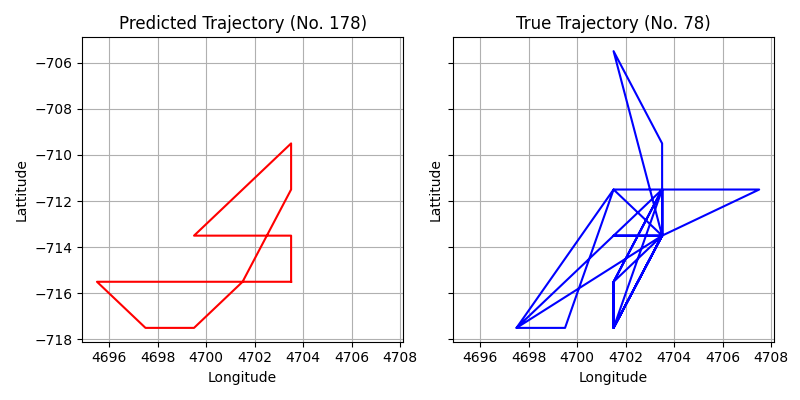 Predicted Trajectory (No. 178)
True Trajectory (No. 78)
−706
−708
−710
−712
−714
−716
−718
Lattitude
Lattitude
4696 4698 4700 4702 4704 4706 4708
4696 4698 4700 4702 4704 4706 4708
Longitude
Longitude